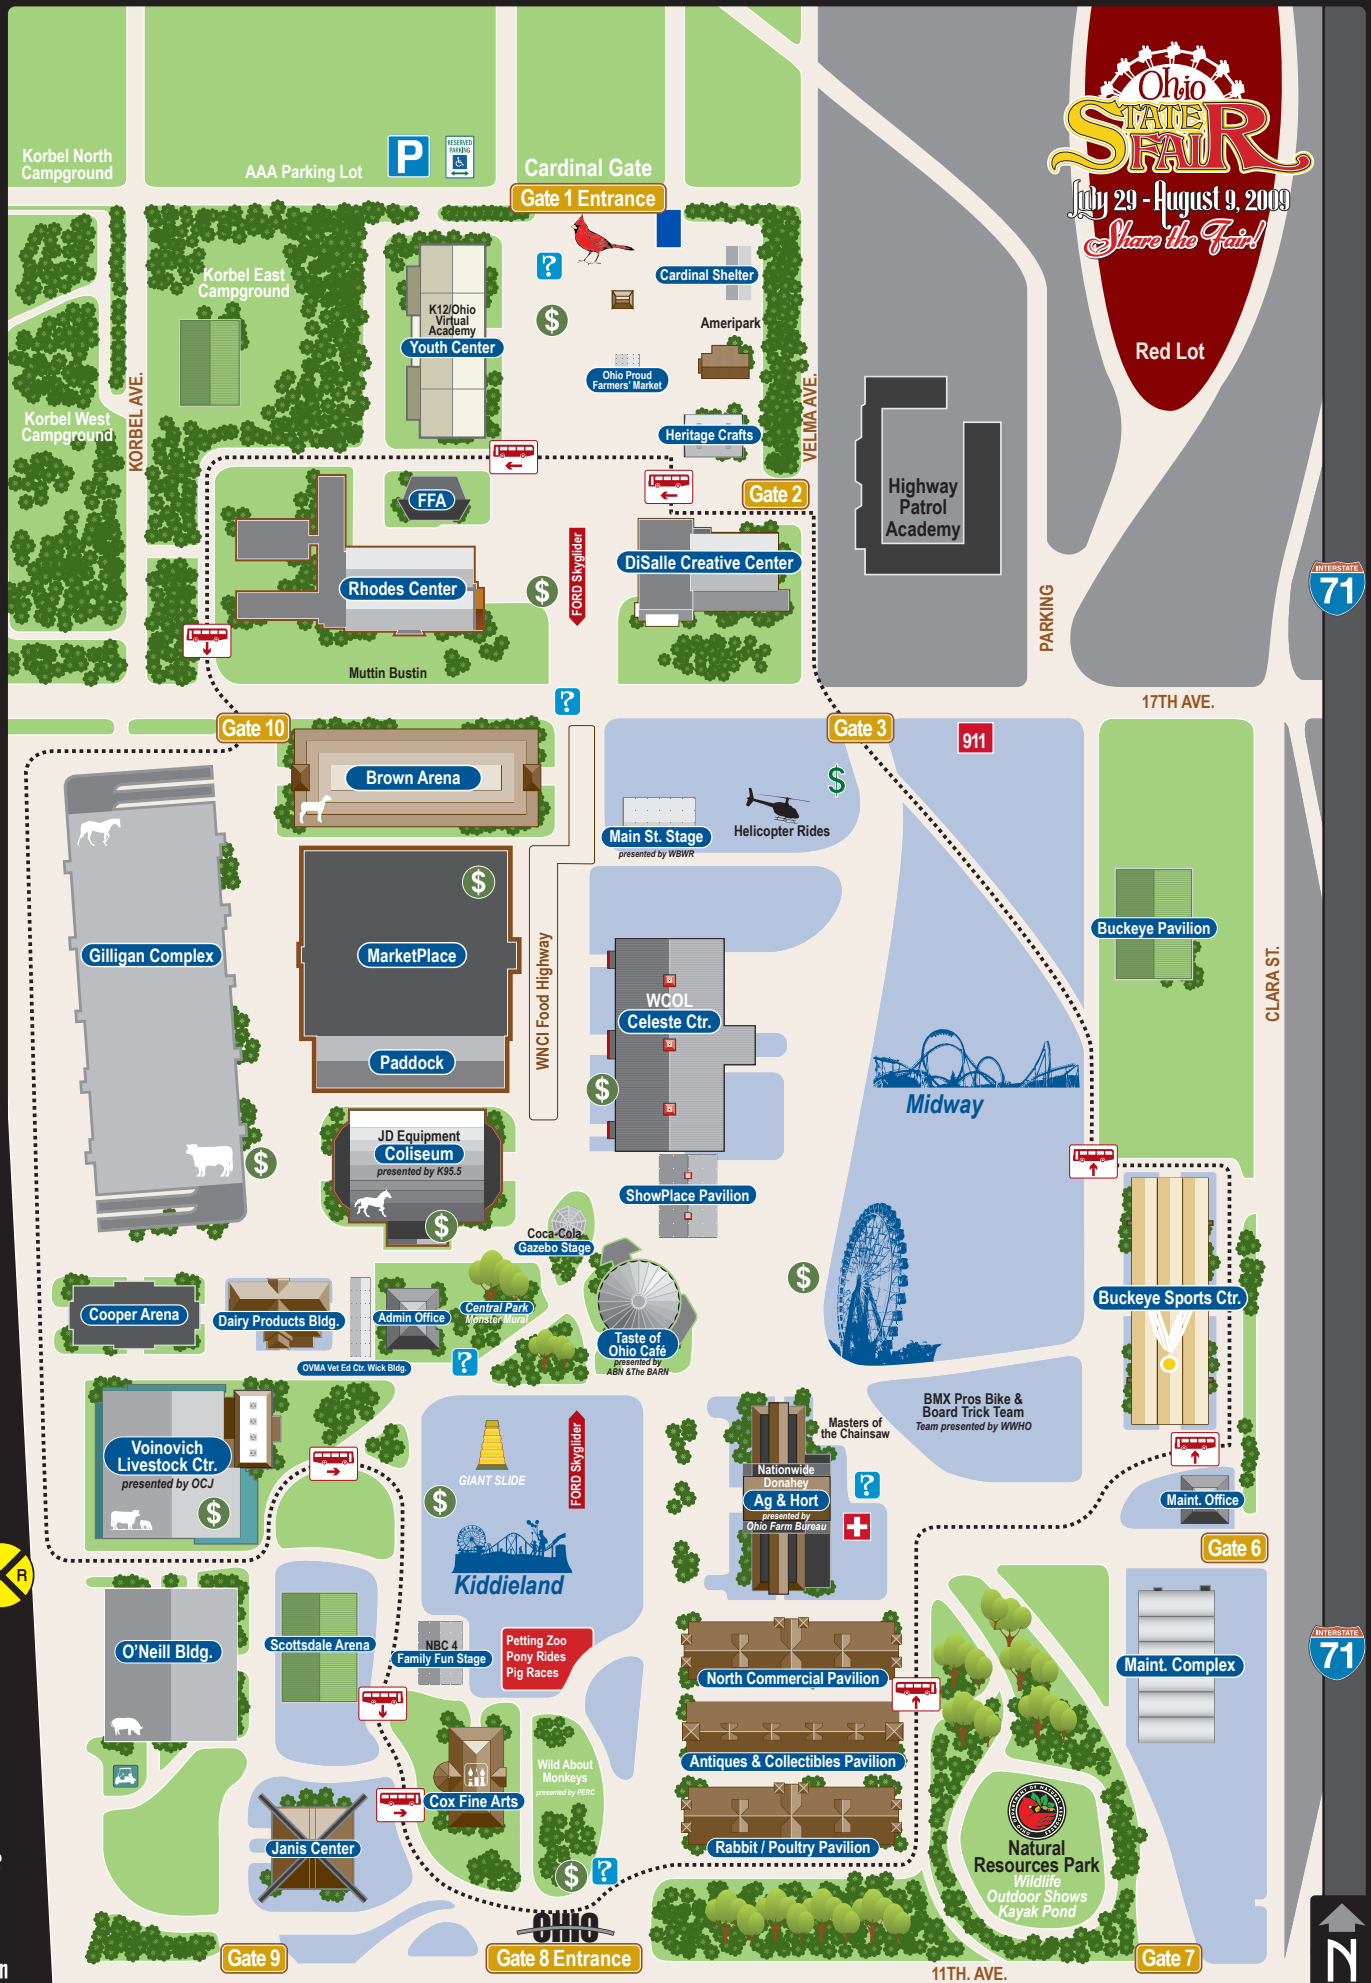 Ohio
STATE
FAIR
July 29 - August 9, 2009
Share the Fair!
Korbel North
Campground
AAA Parking Lot
P
RESERVED
PARKING
Cardinal Gate
Gate 1 Entrance
?
Cardinal Shelter
Korbel East
Campground
K12/Ohio
Virtual
Academy
Youth Center
$
Ameripark
Ohio Proud
Farmers' Market
Red Lot
KORBEL AVE.
VELMA AVE.
Korbel West
Campground
Heritage Crafts
Gate 2
FFA
Highway
Patrol
Academy
DiSalle Creative Center
FORD Skyglider
Rhodes Center
$
INTERSTATE
71
PARKING
Muttin Bustin
?
17TH AVE.
Gate 10
Gate 3
911
Brown Arena
$
Main St. Stage
presented by WBWR
Helicopter Rides
$
Gilligan Complex
MarketPlace
WNCI Food Highway
Buckeye Pavilion
CLARA ST.
WCOL
Celeste Ctr.
Paddock
$
Midway
JD Equipment
Coliseum
presented by K95.5
$
$
ShowPlace Pavilion
Coca-Cola
Gazebo Stage
$
Cooper Arena
Dairy Products Bldg.
Admin Office
Central Park
Monster Mural
Buckeye Sports Ctr.
Taste of
Ohio Café
presented by
ABN &The BARN
OVMA Vet Ed Ctr. Wick Bldg.
?
BMX Pros Bike &
Board Trick Team
Team presented by WWHO
Masters of
the Chainsaw
Voinovich
Livestock Ctr.
presented by OCJ
$
GIANT SLIDE
FORD Skyglider
$
Nationwide
Donahey
Ag & Hort
presented by
Ohio Farm Bureau
?
Maint. Office
Gate 6
R
Kiddieland
O'Neill Bldg.
Scottsdale Arena
NBC 4
Family Fun Stage
Petting Zoo
Pony Rides
Pig Races
North Commercial Pavilion
Maint. Complex
INTERSTATE
71
Antiques & Collectibles Pavilion
Wild About
Monkeys
presented by PERC
Cox Fine Arts
Janis Center
Rabbit / Poultry Pavilion
Natural
Resources Park
Wildlife
Outdoor Shows
Kayak Pond
$
?
OHIO
Gate 9
Gate 8 Entrance
Gate 7
11TH. AVE.
N